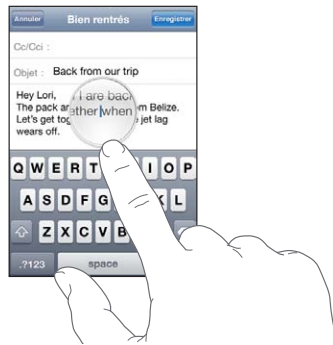 Annuler Bien rentrés Enregistrer
Cc/Cci :
Objet : Back from our trip
Hey Lori, I are back
The pack ar m Belize.
ether when
Let's get tog jet lag
wears off.
Q W E R T I O P
A S D F G K L
Z X C V B
.?123 space